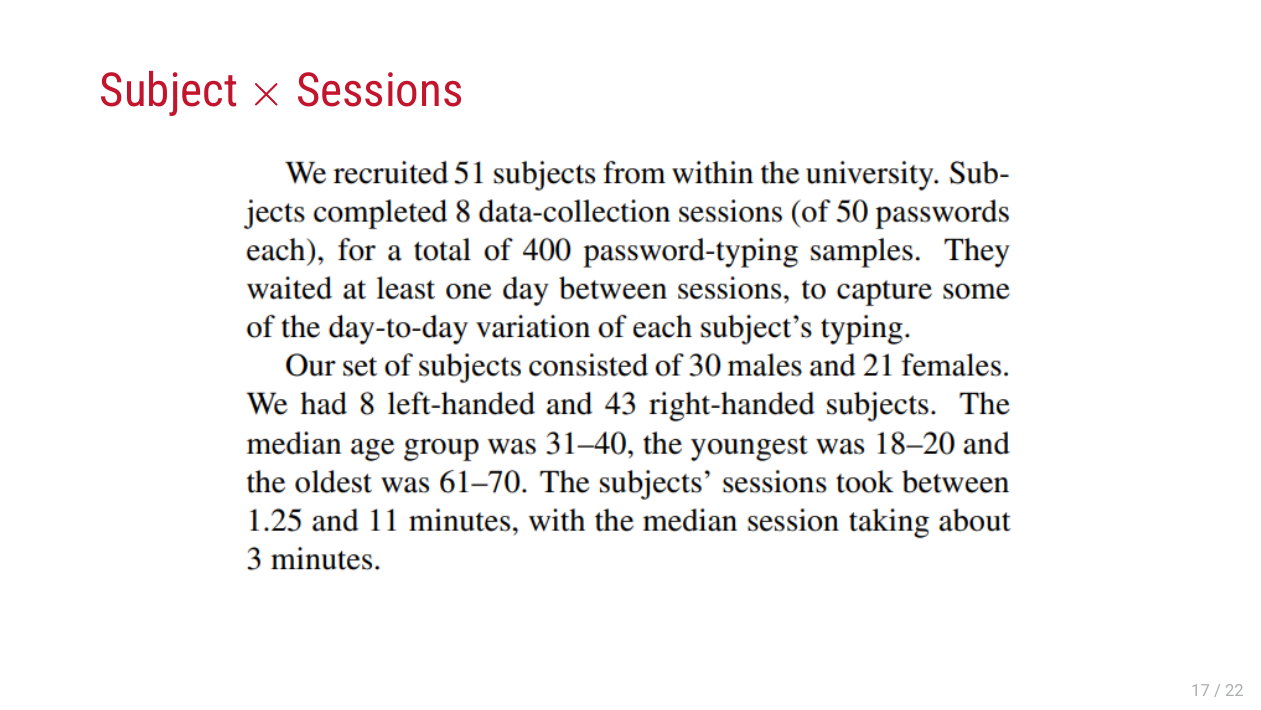 Subject × Sessions
We recruited 51 subjects from within the university. Sub-
jects completed 8 data-collection sessions (of 50 passwords
each), for a total of 400 password-typing samples. They
waited at least one day between sessions, to capture some
of the day-to-day variation of each subject’s typing.
Our set of subjects consisted of 30 males and 21 females.
We had 8 left-handed and 43 right-handed subjects. The
median age group was 31–40, the youngest was 18–20 and
the oldest was 61–70. The subjects’ sessions took between
1.25 and 11 minutes, with the median session taking about
3 minutes.
17 / 22